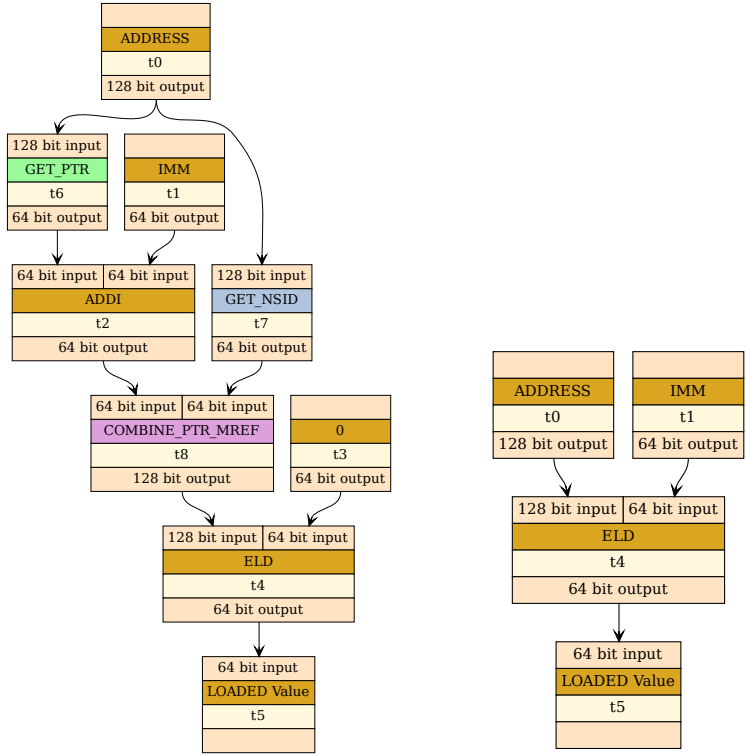 ADDRESS
t0
128 bit output
128 bit input
GET_PTR
t6
64 bit output
IMM
t1
64 bit output
64 bit input 64 bit input
ADDI
t2
64 bit output
128 bit input
GET_NSID
t7
64 bit output
64 bit input 64 bit input
COMBINE_PTR_MREF
t8
128 bit output
0
t3
64 bit output
128 bit input 64 bit input
ELD
t4
64 bit output
64 bit input
LOADED Value
t5
ADDRESS
t0
128 bit output
IMM
t1
64 bit output
128 bit input 64 bit input
ELD
t4
64 bit output
64 bit input
LOADED Value
t5